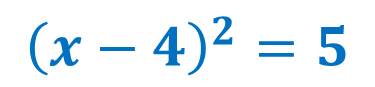 (x − 4)² = 5